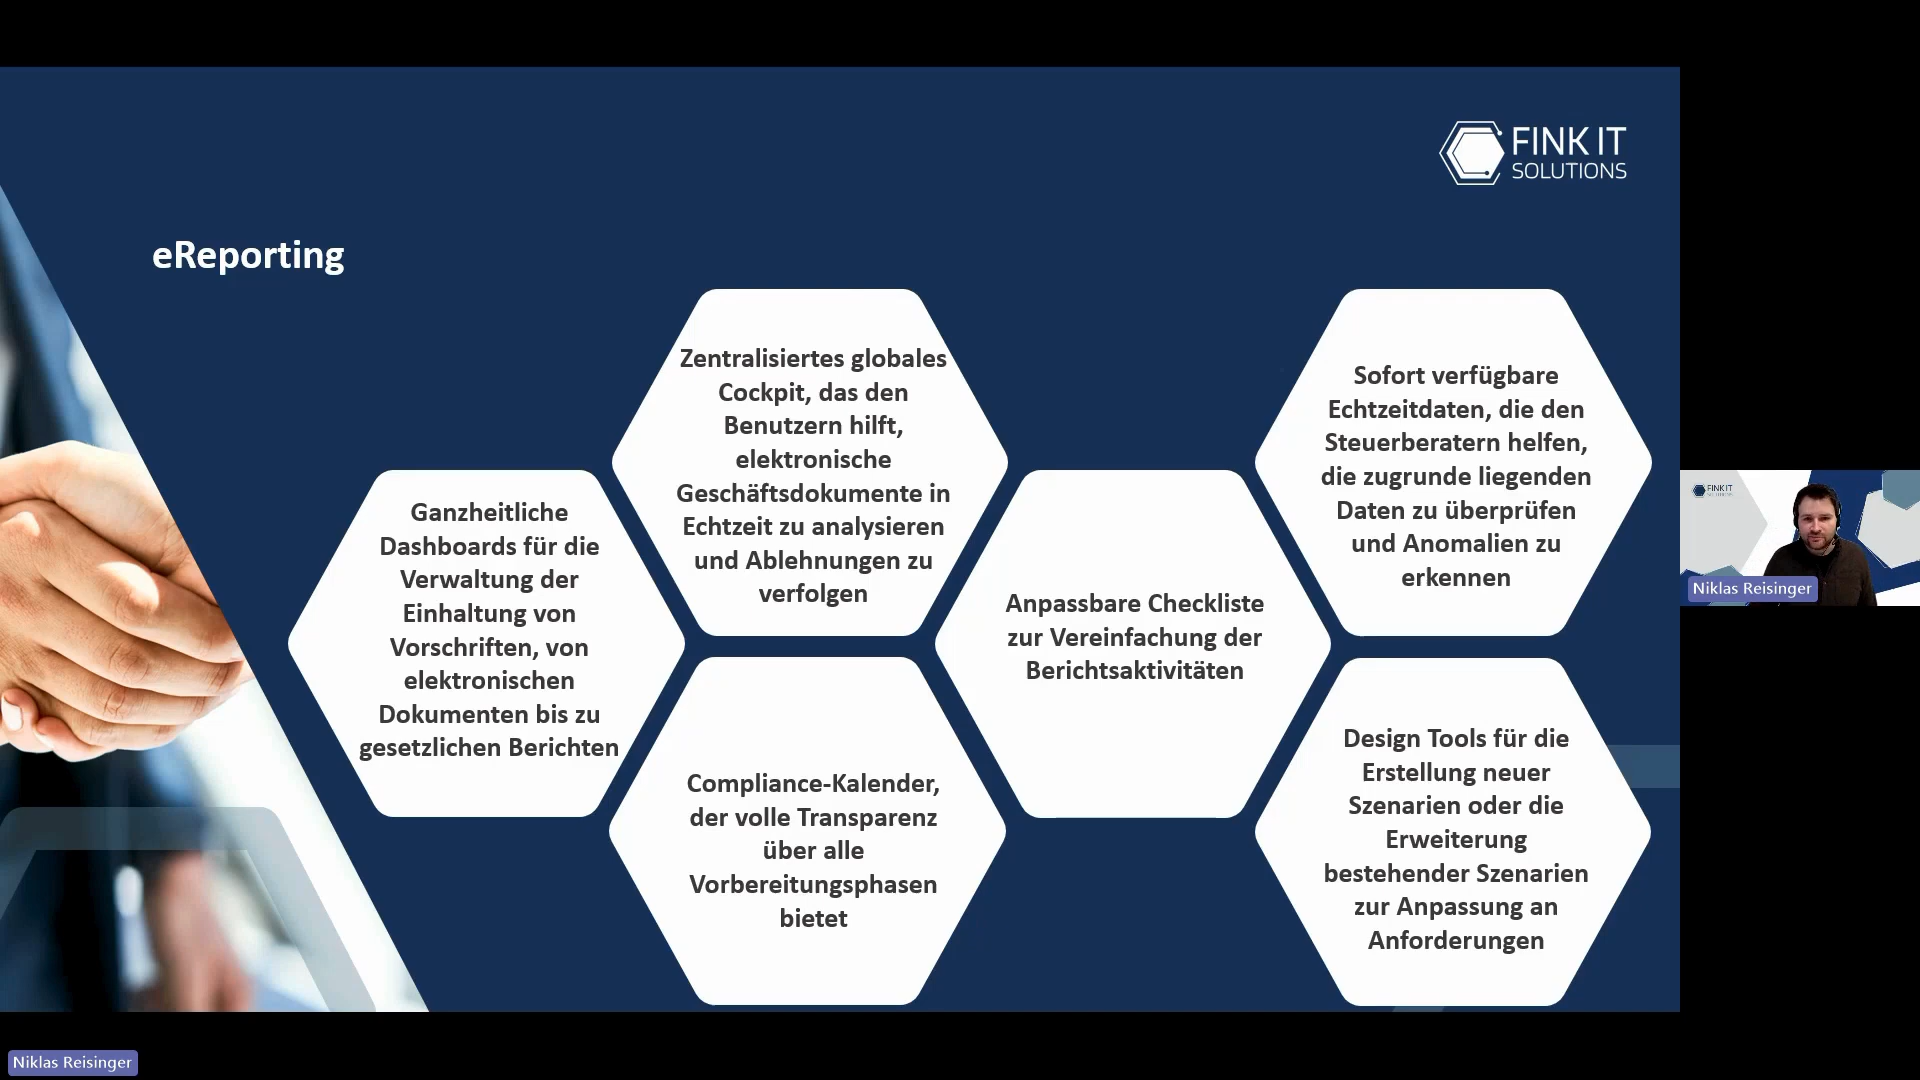 FINK IT
SOLUTIONS
eReporting
Ganzheitliche
Dashboards für die
Verwaltung der
Einhaltung von
Vorschriften, von
elektronischen
Dokumenten bis zu
gesetzlichen Berichten
Zentralisiertes globales
Cockpit, das den
Benutzern hilft,
elektronische
Geschäftsdokumente in
Echtzeit zu analysieren
und Ablehnungen zu
verfolgen
Compliance-Kalender,
der volle Transparenz
über alle
Vorbereitungsphasen
bietet
Anpassbare Checkliste
zur Vereinfachung der
Berichtsaktivitäten
Sofort verfügbare
Echtzeitdaten, die den
Steuerberatern helfen,
die zugrunde liegenden
Daten zu überprüfen
und Anomalien zu
erkennen
Design Tools für die
Erstellung neuer
Szenarien oder die
Erweiterung
bestehender Szenarien
zur Anpassung an
Anforderungen
FINK IT
Niklas Reisinger
Niklas Reisinger